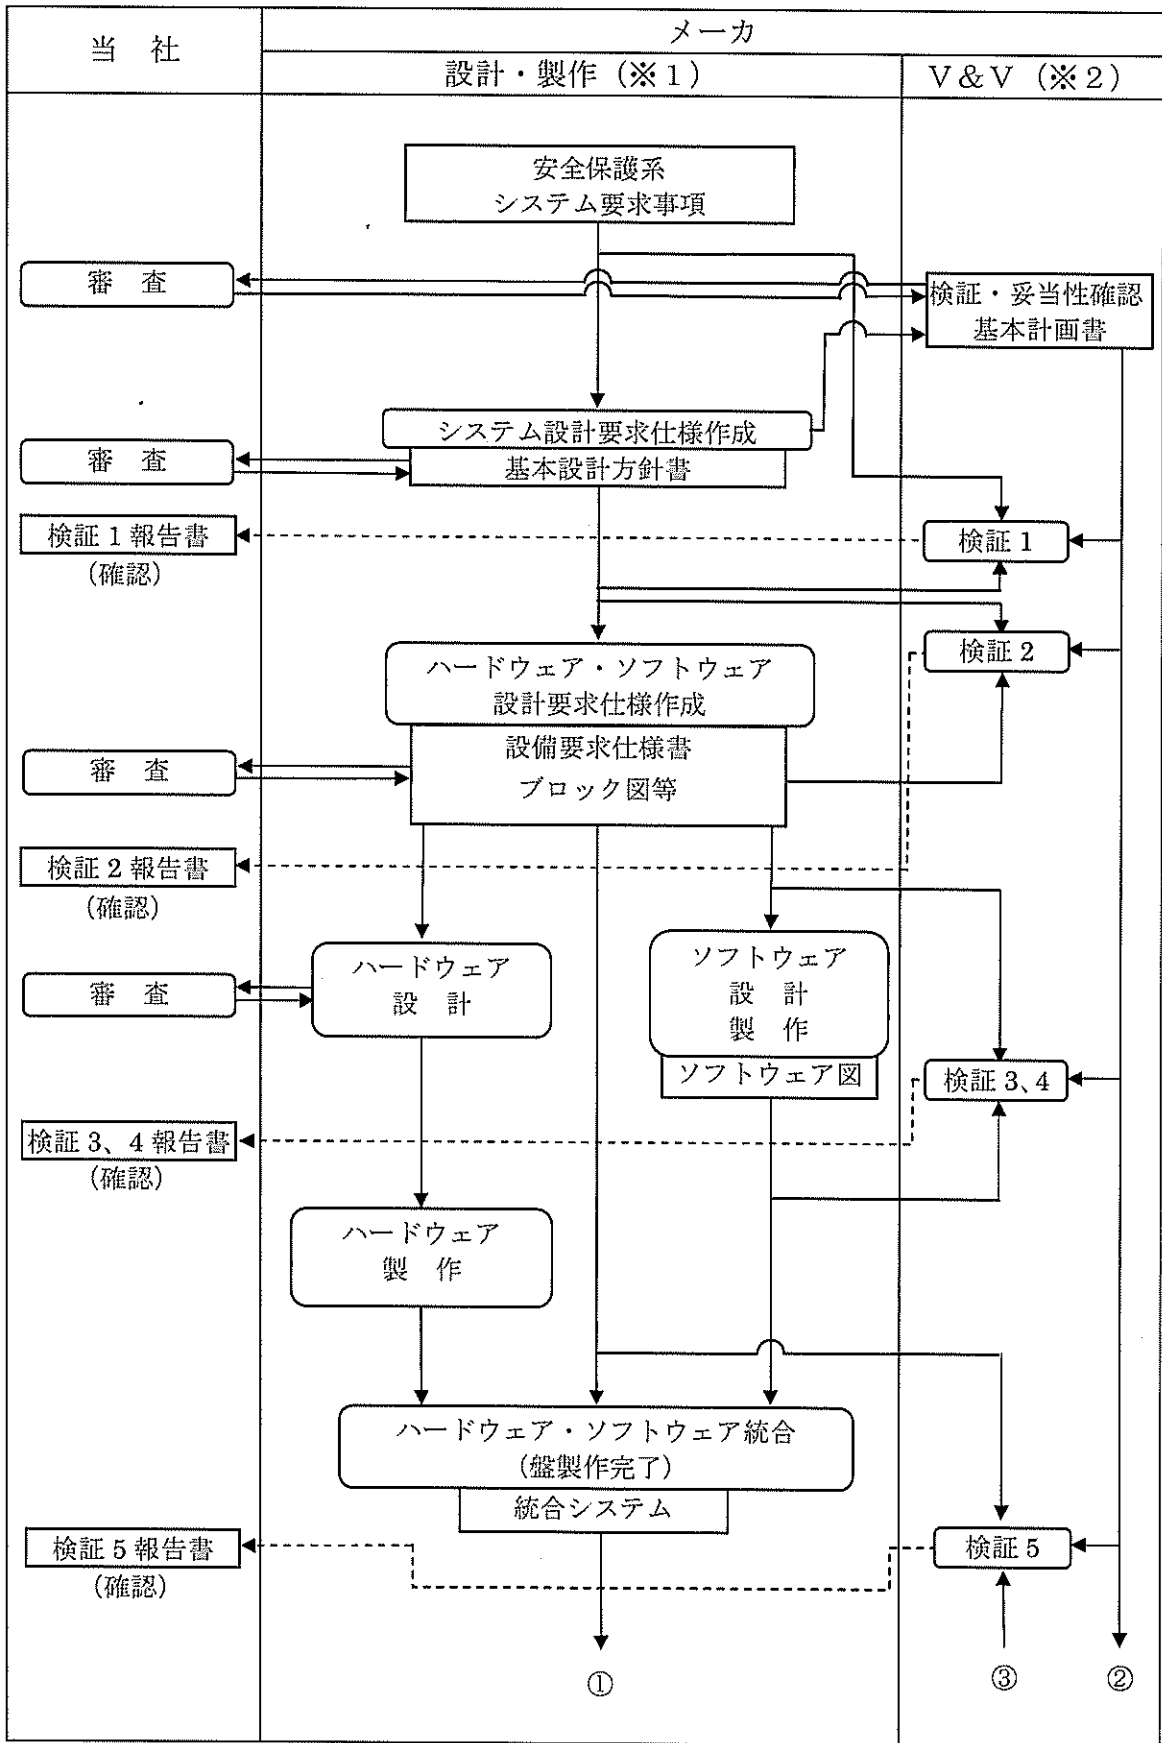 当 社
メーカ
設計・製作 (※1)
V&V (※2)
安全保護系
システム要求事項
審 査
検証・妥当性確認
基本計画書
システム設計要求仕様作成
審 査
基本設計方針書
検証1報告書
(確認)
検証1
検証2
ハードウェア・ソフトウェア
設計要求仕様作成
審 査
設備要求仕様書
ブロック図等
検証2報告書
(確認)
ハードウェア
設 計
ソフトウェア
設 計
製 作
審 査
ソフトウェア図
検証3、4
検証3、4報告書
(確認)
ハードウェア
製 作
ハードウェア・ソフトウェア統合
(盤製作完了)
統合システム
検証5報告書
(確認)
検証5
①
③
②